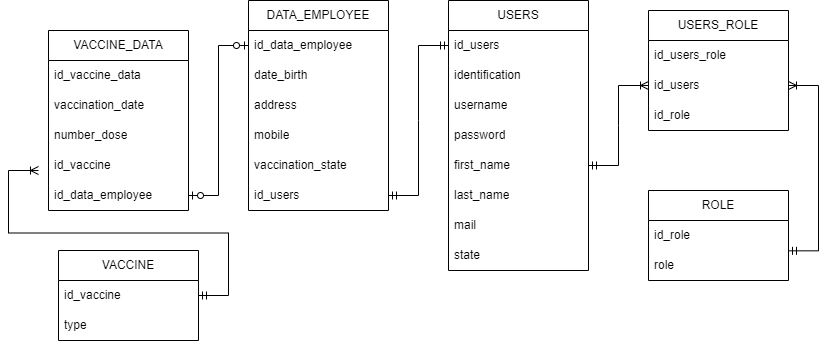 VACCINE_DATA
id_vaccine_data
vaccination_date
number_dose
id_vaccine
id_data_employee
DATA_EMPLOYEE
id_data_employee
date_birth
address
mobile
vaccination_state
id_users
USERS
id_users
identification
username
password
first_name
last_name
mail
state
USERS_ROLE
id_users_role
id_users
id_role
ROLE
id_role
role
VACCINE
id_vaccine
type